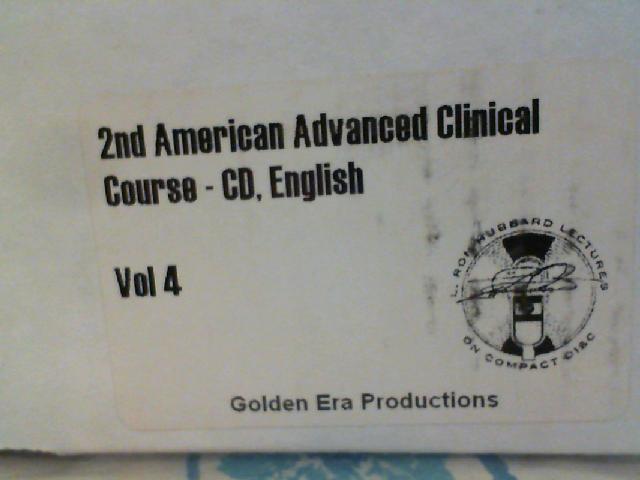 2nd American Advanced Clinical
Course - CD, English
Vol 4
L. RON HUBBARD LECTURES
ON COMPACT DISC
Golden Era Productions